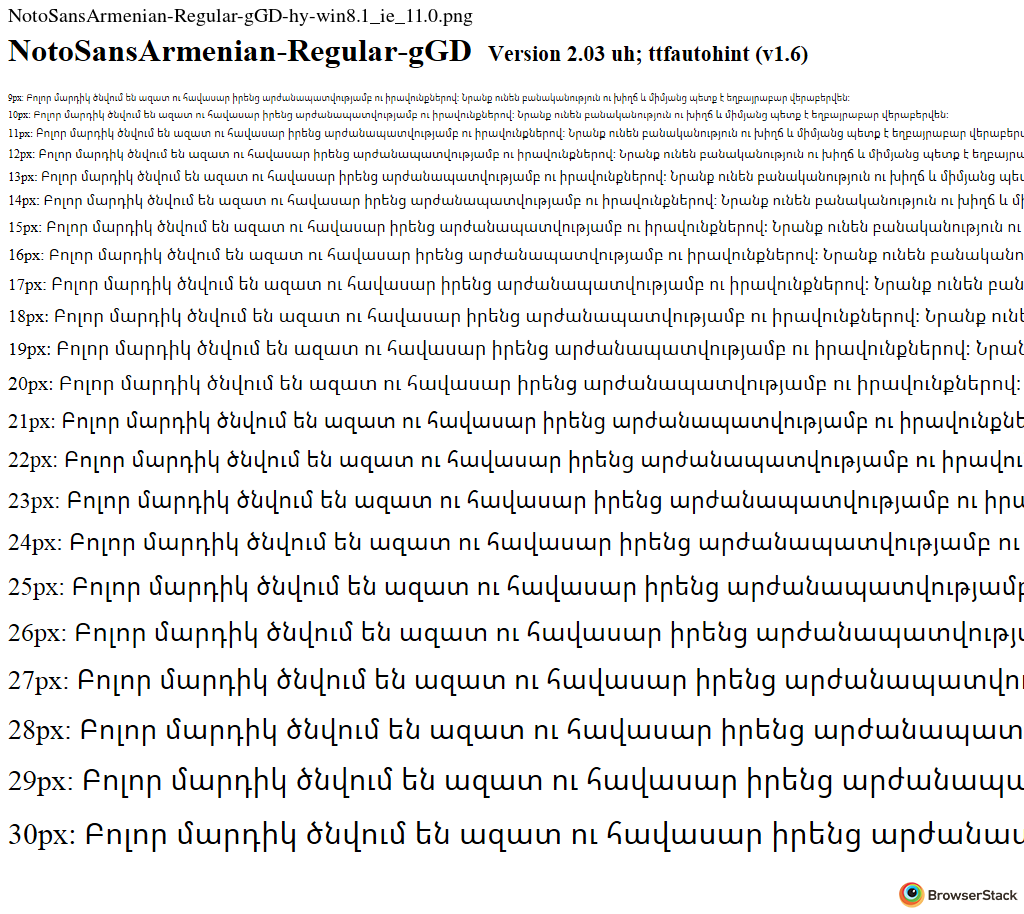 NotoSansArmenian-Regular-gGD-hy-win8.1_ie_11.0.png
NotoSansArmenian-Regular-gGD Version 2.03 uh; ttfautohint (v1.6)
9px: Բոլոր մարդիկ ծնվում են ազատ ու հավասար իրենց արժանապատվությամբ ու իրավունքներով: Նրանք ունեն բանականություն ու խիղճ և միմյանց պետք է եղբայրաբար վերաբերվեն:
10px: Բոլոր մարդիկ ծնվում են ազատ ու հավասար իրենց արժանապատվությամբ ու իրավունքներով: Նրանք ունեն բանականություն ու խիղճ և միմյանց պետք է եղբայրաբար վերաբերվեն:
11px: Բոլոր մարդիկ ծնվում են ազատ ու հավասար իրենց արժանապատվությամբ ու իրավունքներով: Նրանք ունեն բանականություն ու խիղճ և միմյանց պետք է եղբայրաբար վերաբերվ
12px: Բոլոր մարդիկ ծնվում են ազատ ու հավասար իրենց արժանապատվությամբ ու իրավունքներով: Նրանք ունեն բանականություն ու խիղճ և միմյանց պետք է եղբայրա
13px: Բոլոր մարդիկ ծնվում են ազատ ու հավասար իրենց արժանապատվությամբ ու իրավունքներով: Նրանք ունեն բանականություն ու խիղճ և միմյանց պե
14px: Բոլոր մարդիկ ծնվում են ազատ ու հավասար իրենց արժանապատվությամբ ու իրավունքներով: Նրանք ունեն բանականություն ու խիղճ և մի
15px: Բոլոր մարդիկ ծնվում են ազատ ու հավասար իրենց արժանապատվությամբ ու իրավունքներով: Նրանք ունեն բանականություն ու
16px: Բոլոր մարդիկ ծնվում են ազատ ու հավասար իրենց արժանապատվությամբ ու իրավունքներով: Նրանք ունեն բանականո
17px: Բոլոր մարդիկ ծնվում են ազատ ու հավասար իրենց արժանապատվությամբ ու իրավունքներով: Նրանք ունեն բան
18px: Բոլոր մարդիկ ծնվում են ազատ ու հավասար իրենց արժանապատվությամբ ու իրավունքներով: Նրանք ունե
19px: Բոլոր մարդիկ ծնվում են ազատ ու հավասար իրենց արժանապատվությամբ ու իրավունքներով: Նրան
20px: Բոլոր մարդիկ ծնվում են ազատ ու հավասար իրենց արժանապատվությամբ ու իրավունքներով:
21px: Բոլոր մարդիկ ծնվում են ազատ ու հավասար իրենց արժանապատվությամբ ու իրավունքնե
22px: Բոլոր մարդիկ ծնվում են ազատ ու հավասար իրենց արժանապատվությամբ ու իրավու
23px: Բոլոր մարդիկ ծնվում են ազատ ու հավասար իրենց արժանապատվությամբ ու իրա
24px: Բոլոր մարդիկ ծնվում են ազատ ու հավասար իրենց արժանապատվությամբ ու
25px: Բոլոր մարդիկ ծնվում են ազատ ու հավասար իրենց արժանապատվությամբ
26px: Բոլոր մարդիկ ծնվում են ազատ ու հավասար իրենց արժանապատվությ
27px: Բոլոր մարդիկ ծնվում են ազատ ու հավասար իրենց արժանապատվու
28px: Բոլոր մարդիկ ծնվում են ազատ ու հավասար իրենց արժանապատ
29px: Բոլոր մարդիկ ծնվում են ազատ ու հավասար իրենց արժանապա
30px: Բոլոր մարդիկ ծնվում են ազատ ու հավասար իրենց արժանա
BrowserStack